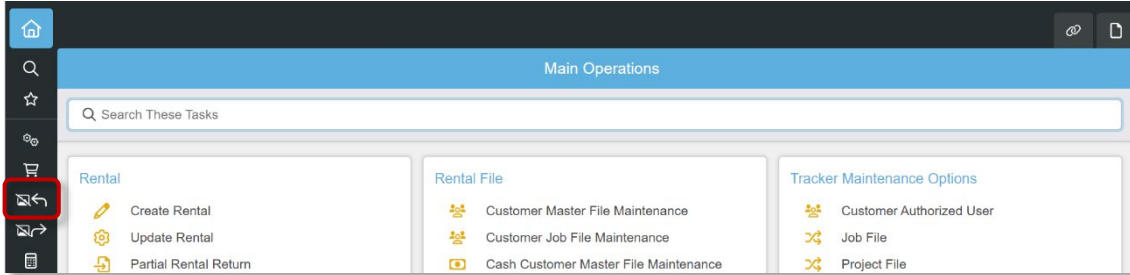 Main Operations
Search These Tasks
Rental
Create Rental
Update Rental
Partial Rental Return
Rental File
Customer Master File Maintenance
Customer Job File Maintenance
Cash Customer Master File Maintenance
Tracker Maintenance Options
Customer Authorized User
Job File
Project File